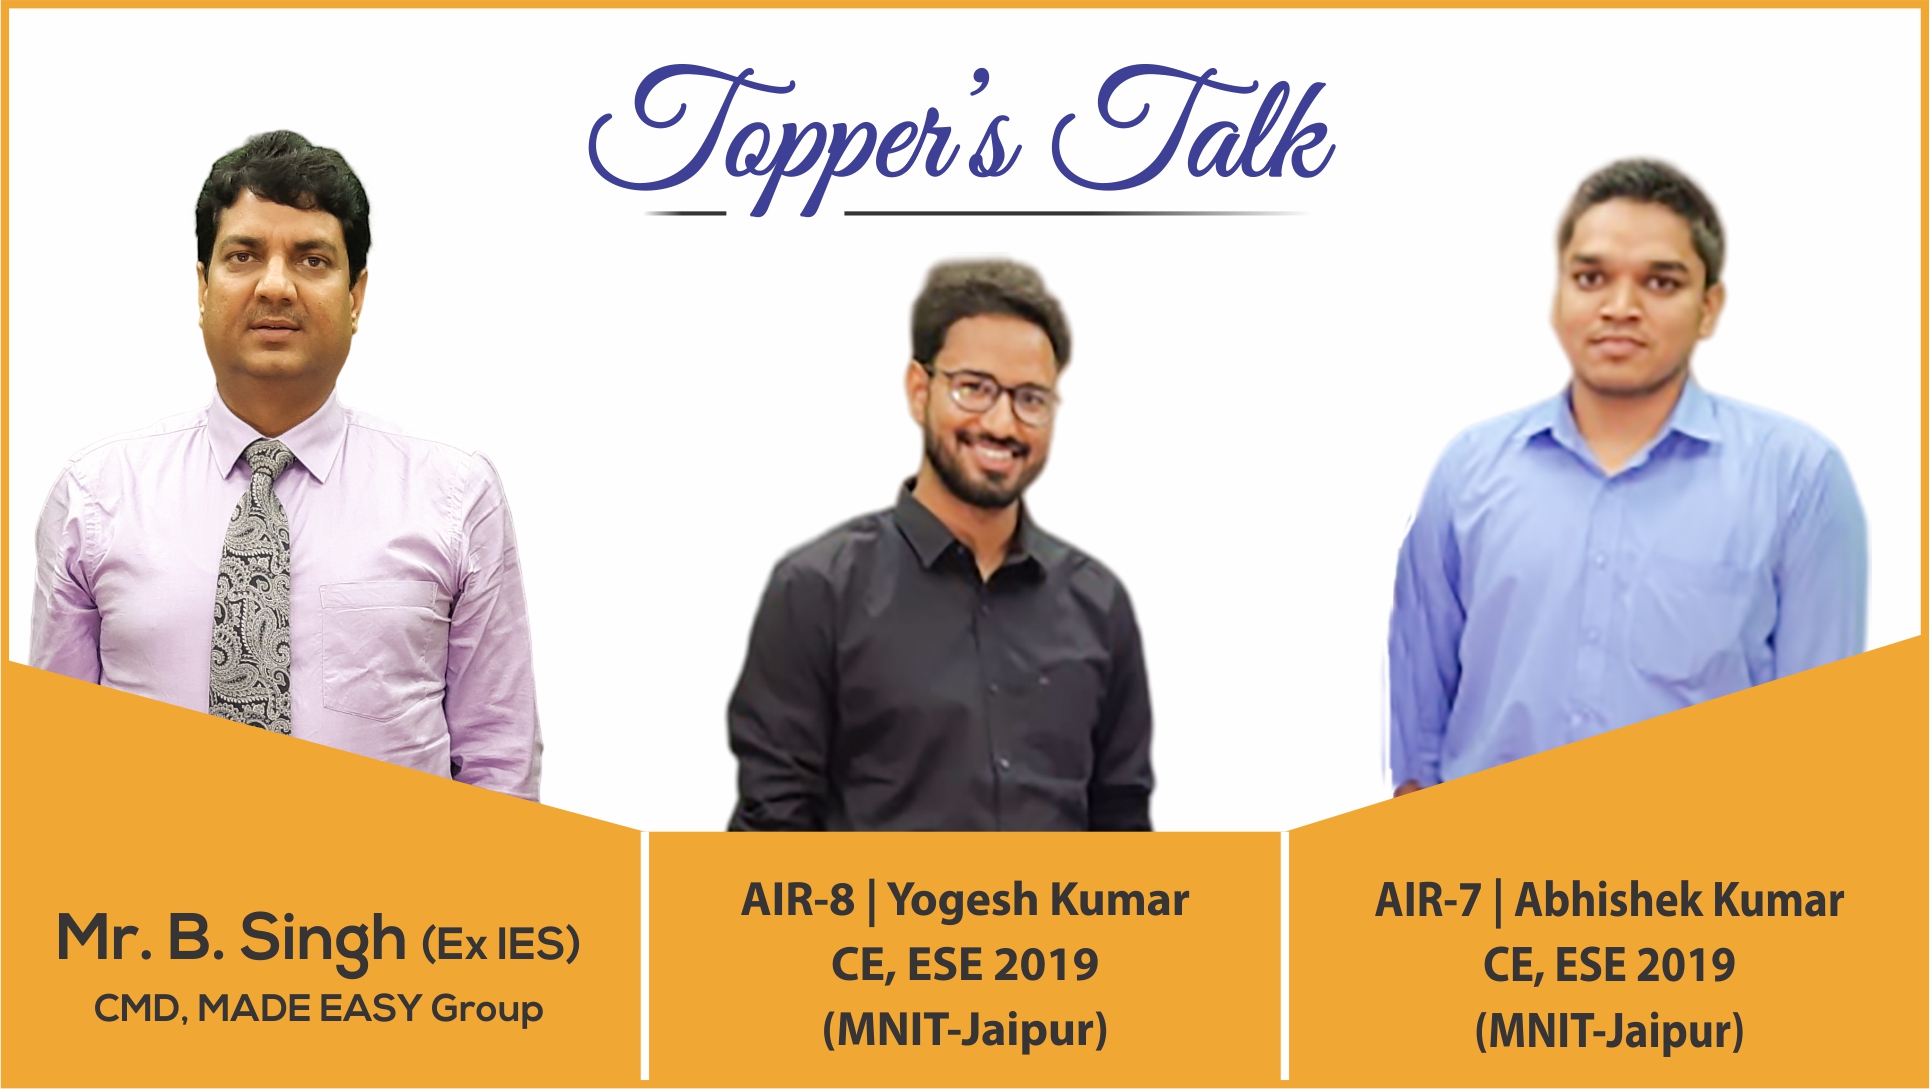 Topper's Talk
Mr. B. Singh (Ex IES)
CMD, MADE EASY Group
AIR-8 | Yogesh Kumar
CE, ESE 2019
(MNIT-Jaipur)
AIR-7 | Abhishek Kumar
CE, ESE 2019
(MNIT-Jaipur)